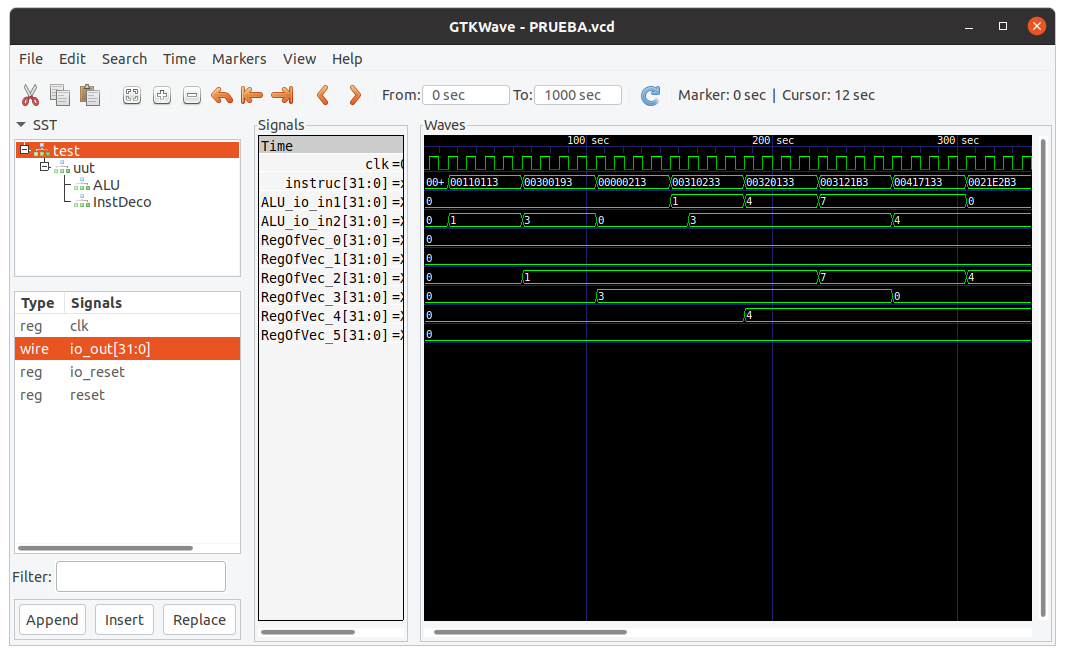 GTKWave - PRUEBA.vcd
File Edit Search Time Markers View Help
From: 0 sec To: 1000 sec Marker: 0 sec | Cursor: 12 sec
SST
test
uut
ALU
InstDeco
Type Signals
reg clk
wire io_out[31:0]
reg io_reset
reg reset
Filter:
Append Insert Replace
Signals
Time
clk =
instruc[31:0] =
ALU_io_in1[31:0] =
ALU_io_in2[31:0] =
RegOfVec_0[31:0] =
RegOfVec_1[31:0] =
RegOfVec_2[31:0] =
RegOfVec_3[31:0] =
RegOfVec_4[31:0] =
RegOfVec_5[31:0] =
Waves
100 sec 200 sec 300 sec
00+ 00110113 00300193 00000213 00310233 00320133 003121B3 00417133 0021E2B3
0 1 4 7 0
0 1 3 0 3 4
0
0
0 1 7 4
0 3 0
0 4
0